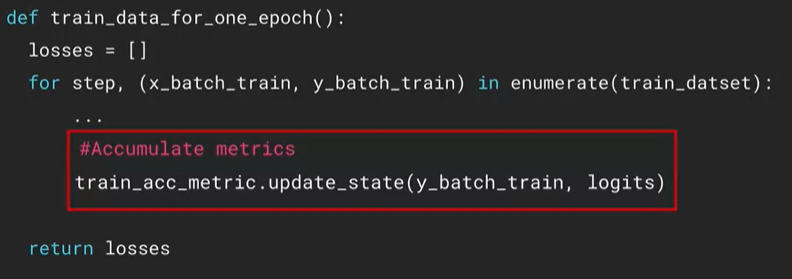 def train_data_for_one_epoch():
losses = []
for step, (x_batch_train, y_batch_train) in enumerate(train_datset):
...
#Accumulate metrics
train_acc_metric.update_state(y_batch_train, logits)
return losses